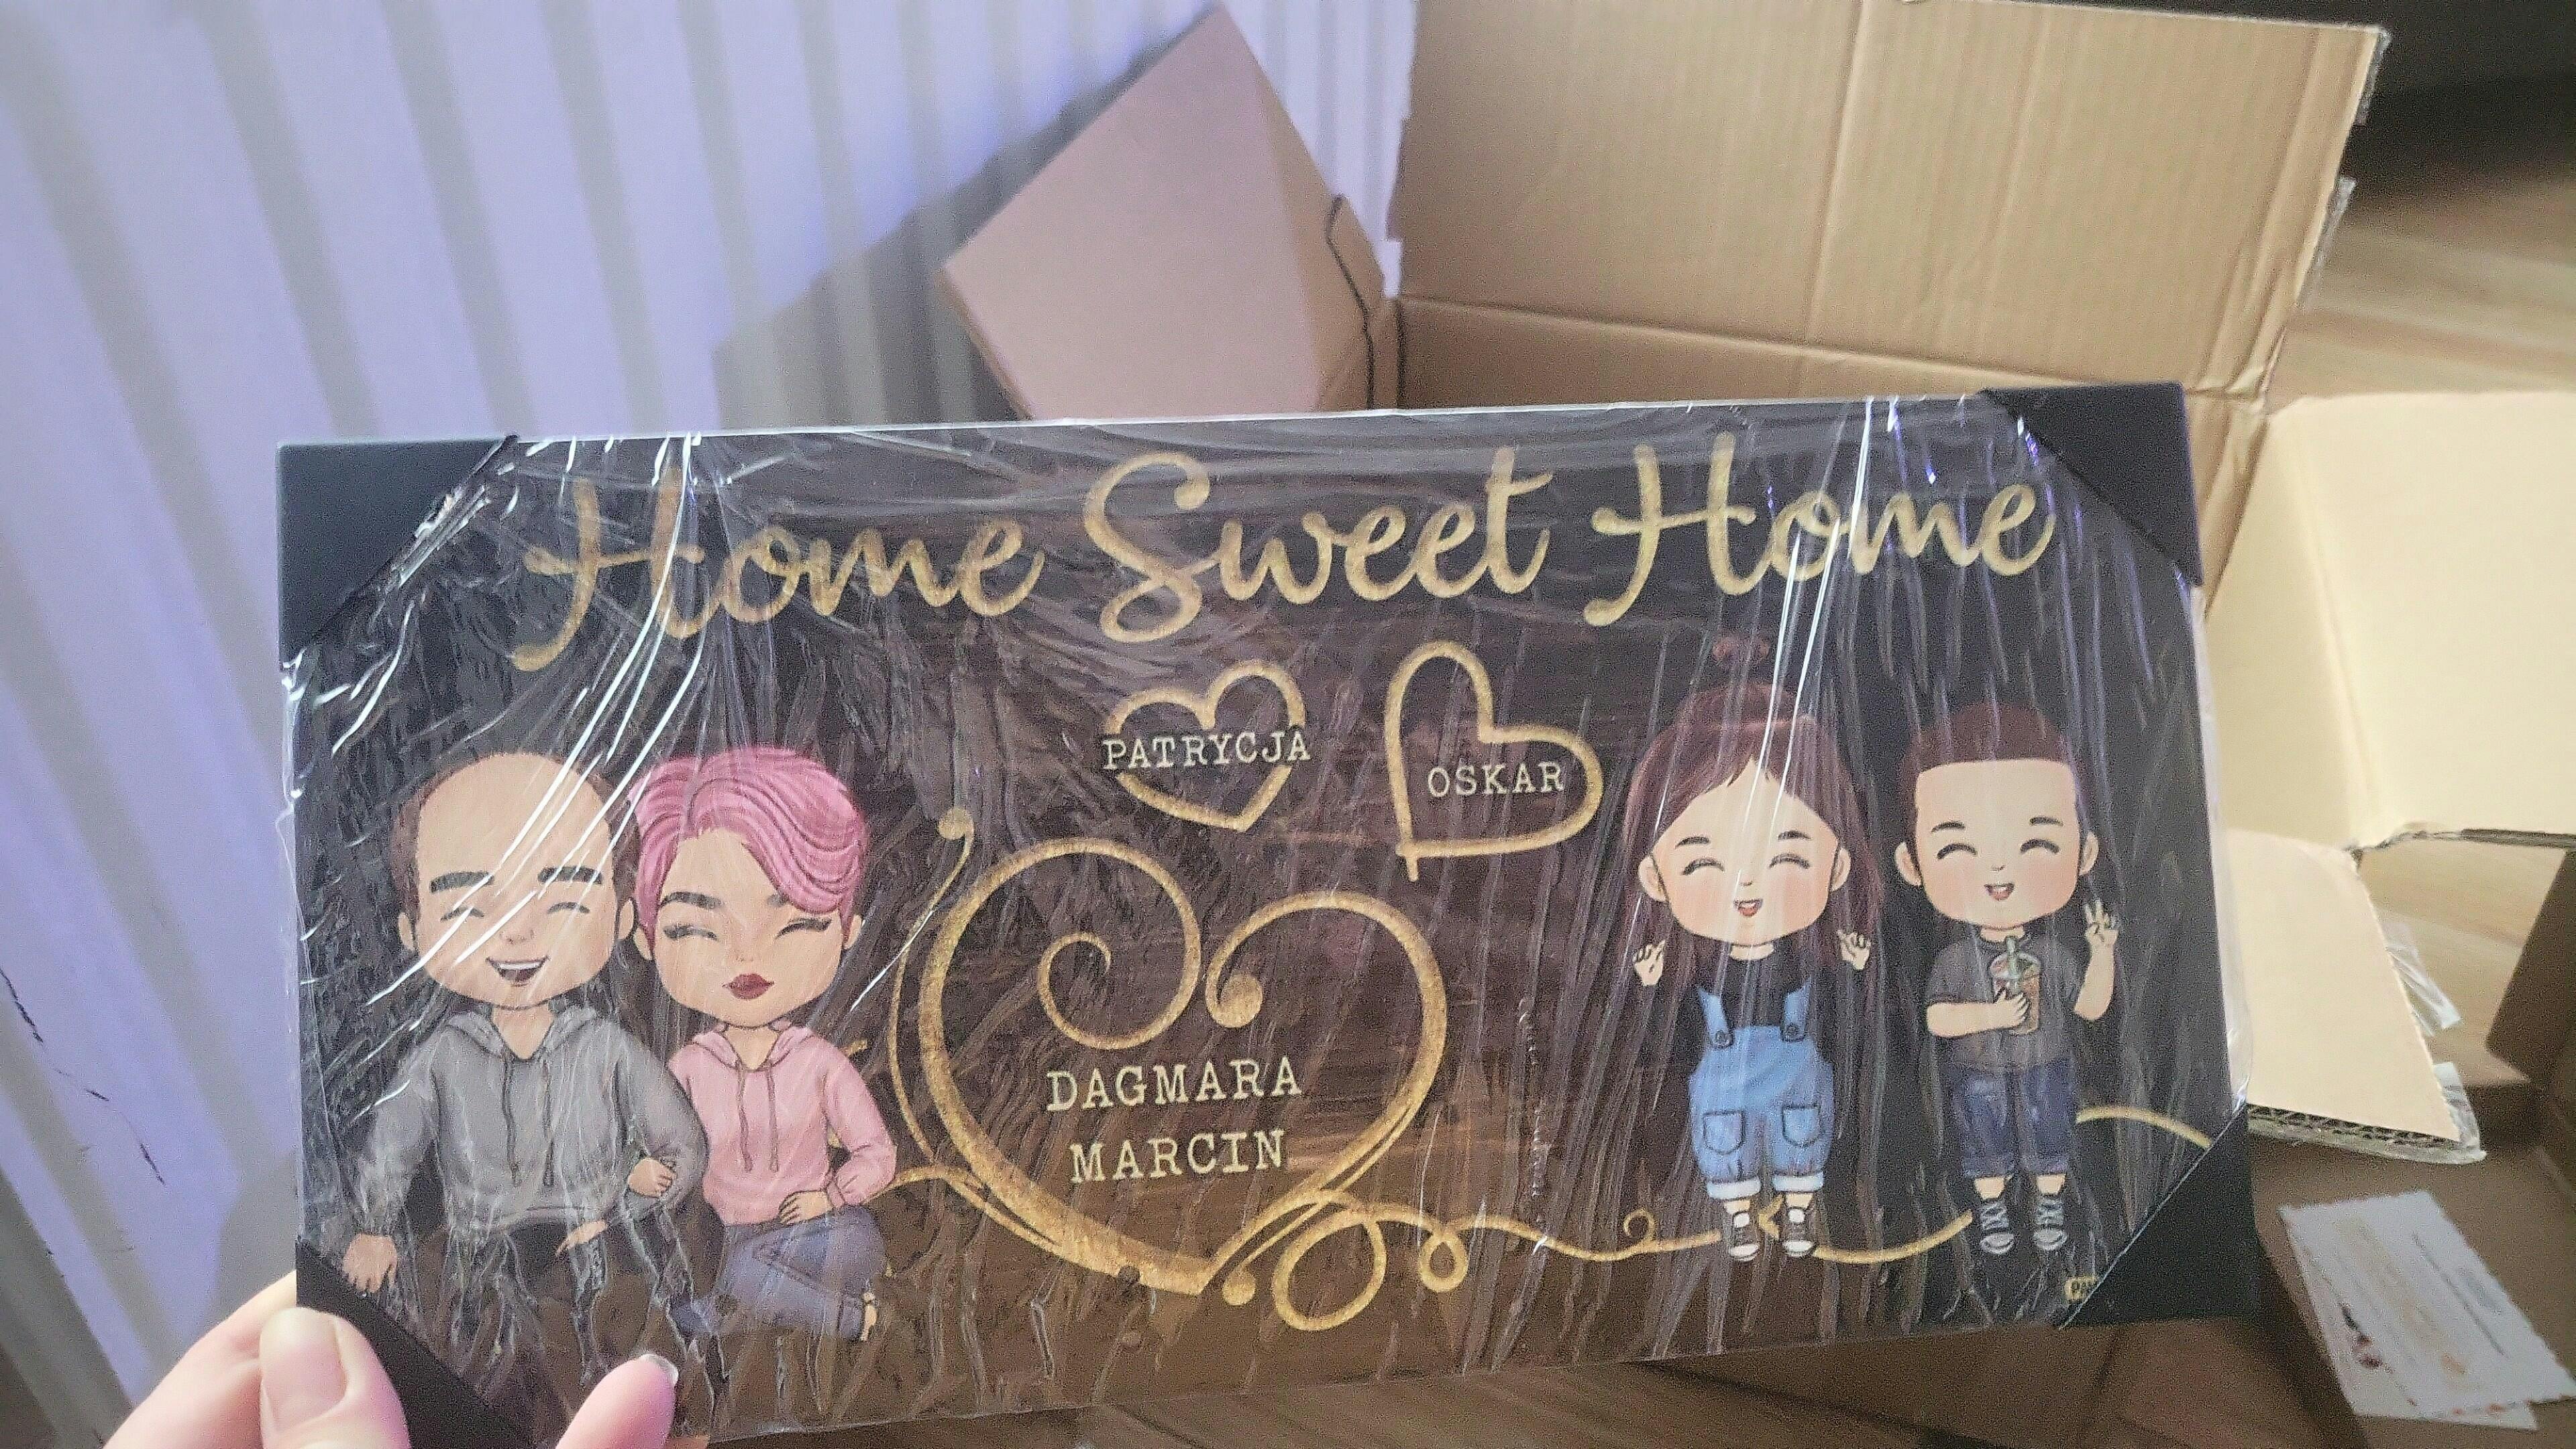 Home Sweet Home
PATRYCJA
OSKAR
DAGMARA
MARCIN